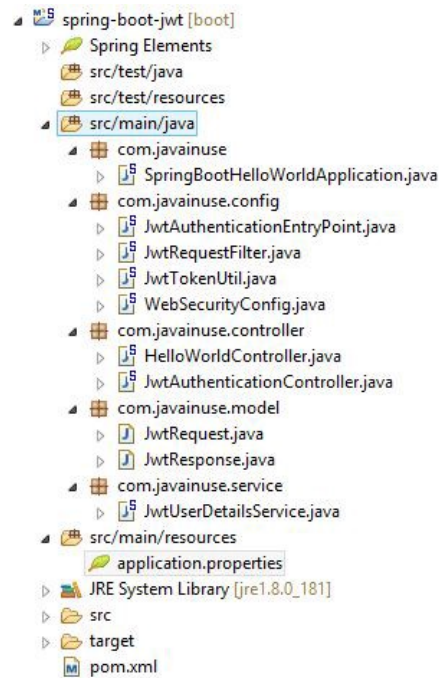 spring-boot-jwt [boot]
Spring Elements
src/test/java
src/test/resources
src/main/java
com.javainuse
SpringBootHelloWorldApplication.java
com.javainuse.config
JwtAuthenticationEntryPoint.java
JwtRequestFilter.java
JwtTokenUtil.java
WebSecurityConfig.java
com.javainuse.controller
HelloWorldController.java
JwtAuthenticationController.java
com.javainuse.model
JwtRequest.java
JwtResponse.java
com.javainuse.service
JwtUserDetailsService.java
src/main/resources
application.properties
JRE System Library [jre1.8.0_181]
src
target
pom.xml